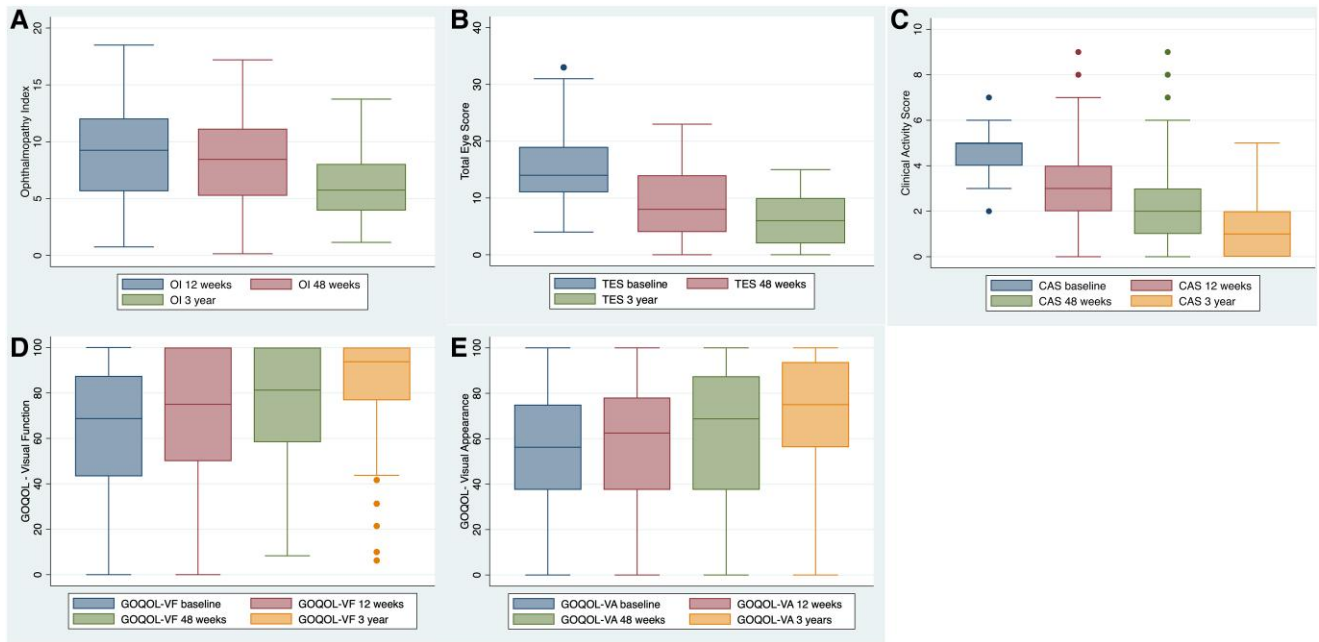 A
Ophthalmopathy Index
20
15
10
5
0
OI 12 weeks OI 48 weeks
OI 3 year
B
Total Eye Score
40
30
20
10
0
TES baseline TES 48 weeks
TES 3 year
C
Clinical Activity Score
10
8
6
4
2
0
CAS baseline CAS 12 weeks
CAS 48 weeks CAS 3 year
D
GOQOL- Visual Function
100
80
60
40
20
0
GOQOL-VF baseline GOQOL-VF 12 weeks
GOQOL-VF 48 weeks GOQOL-VF 3 year
E
GOQOL- Visual Appearance
100
80
60
40
20
0
GOQOL-VA baseline GOQOL-VA 12 weeks
GOQOL-VA 48 weeks GOQOL-VA 3 years